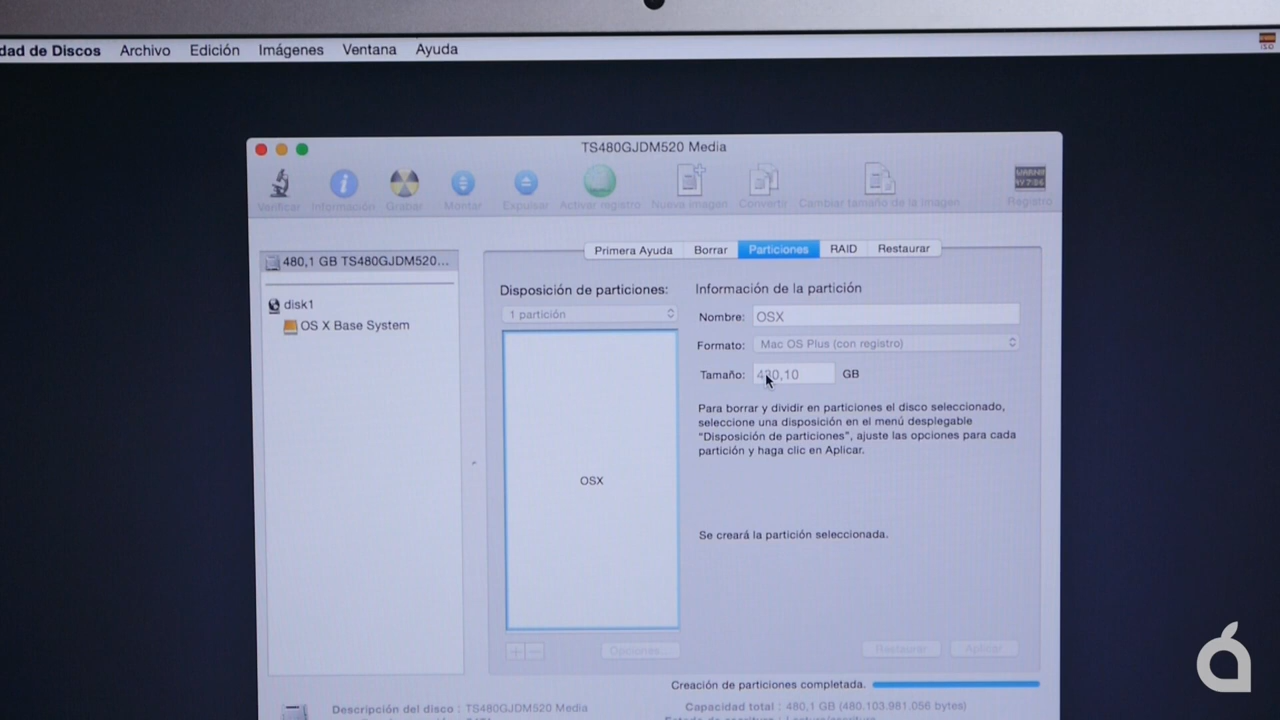 dad de Discos Archivo Edición Imágenes Ventana Ayuda
ISO
TS480GJDM520 Media
Verificar Información Grabar Montar Expulsar Activar registro Nueva imagen Convertir Cambiar tamaño de la imagen Registro
480,1 GB TS480GJDM520...
disk1
OS X Base System
Primera Ayuda Borrar Particiones RAID Restaurar
Disposición de particiones:
1 partición
OSX
Información de la partición
Nombre: OSX
Formato: Mac OS Plus (con registro)
Tamaño: 480,10 GB
Para borrar y dividir en particiones el disco seleccionado,
seleccione una disposición en el menú desplegable
"Disposición de particiones", ajuste las opciones para cada
partición y haga clic en Aplicar.
Se creará la partición seleccionada.
+ − Opciones... Restaurar Aplicar
Creación de particiones completada.
Descripción del disco : TS480GJDM520 Media
Capacidad total : 480,1 GB (480.103.981.056 bytes)